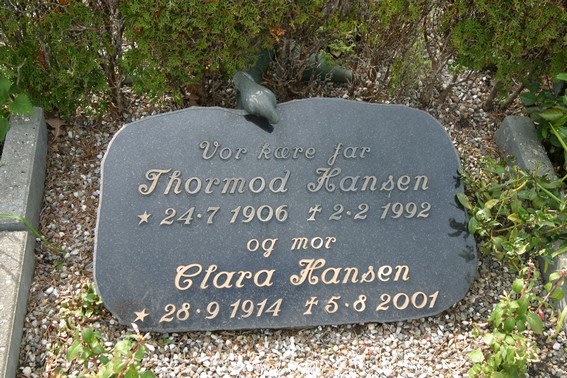 Vor kære far
Thormod Hansen
★ 24·7 1906 ✝ 2·2 1992
og mor
Clara Hansen
★ 28·9 1914 ✝ 5·8 2001